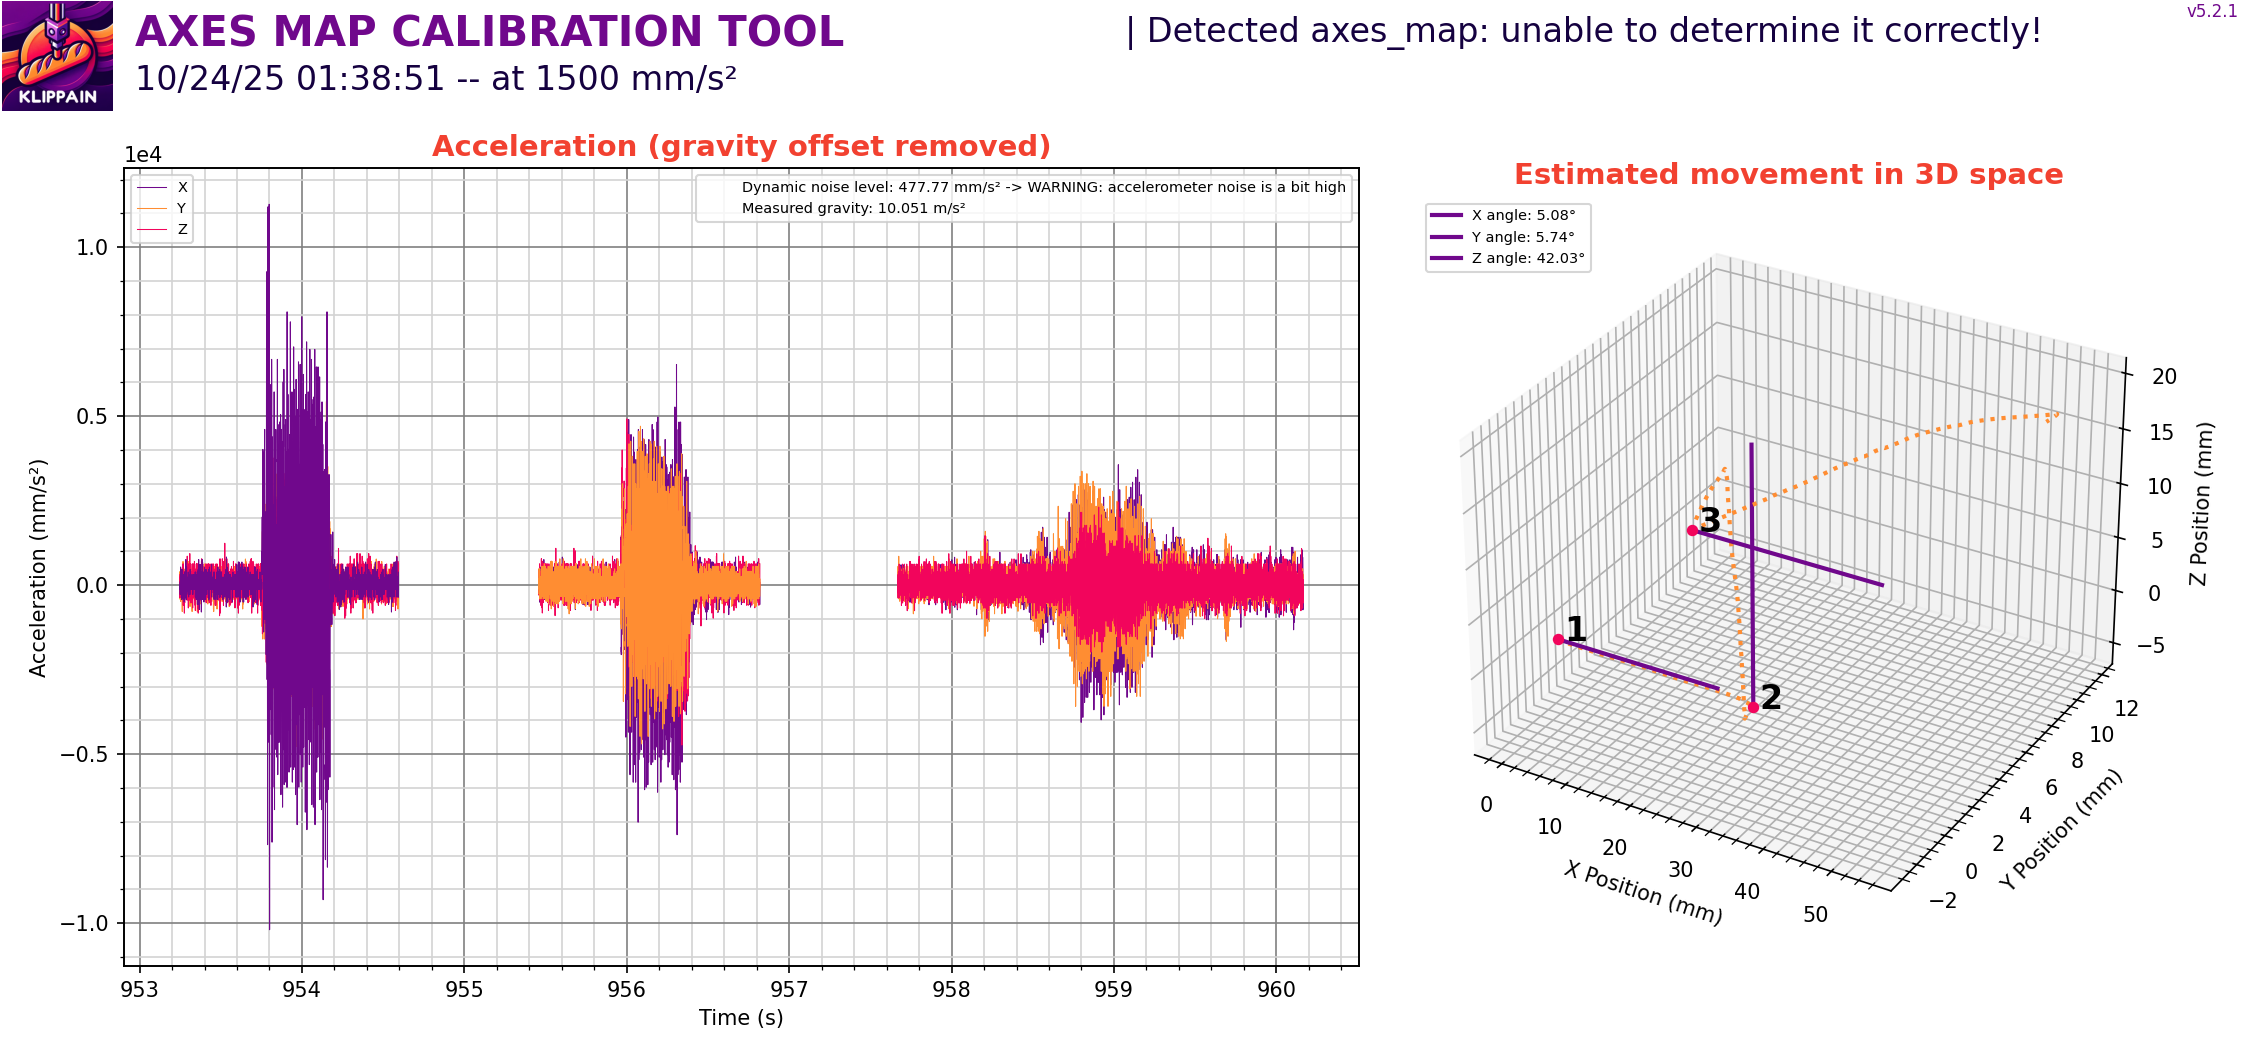 AXES MAP CALIBRATION TOOL
| Detected axes_map: unable to determine it correctly!
v5.2.1
10/24/25 01:38:51 -- at 1500 mm/s²
KLIPPAIN
Acceleration (gravity offset removed)
1e4
X
Y
Z
Dynamic noise level: 477.77 mm/s² -> WARNING: accelerometer noise is a bit high
Measured gravity: 10.051 m/s²
1.0
0.5
0.0
−0.5
−1.0
Acceleration (mm/s²)
953
954
955
956
957
958
959
960
Time (s)
Estimated movement in 3D space
X angle: 5.08°
Y angle: 5.74°
Z angle: 42.03°
1
2
3
20
15
10
5
0
−5
Z Position (mm)
12
10
8
6
4
2
0
−2
Y Position (mm)
0
10
20
30
40
50
X Position (mm)